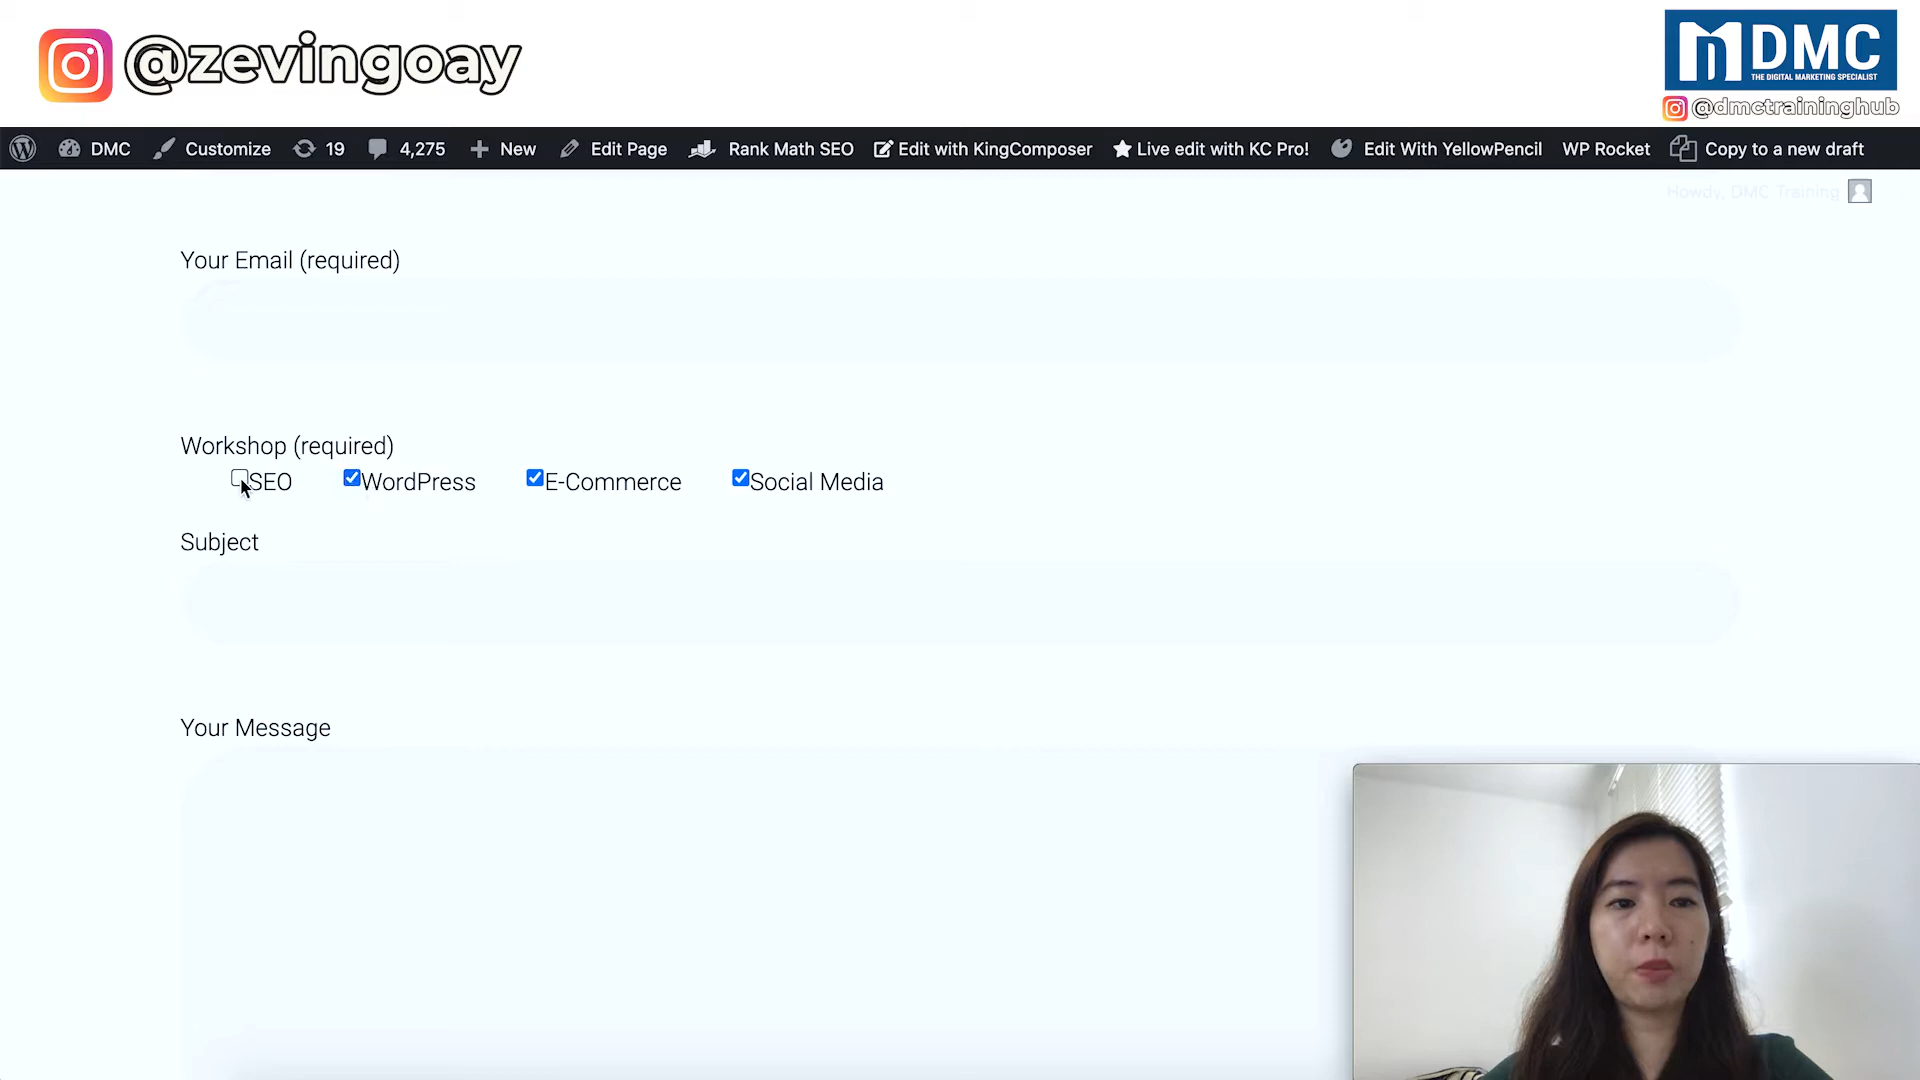 @zevingoay
DMC
THE DIGITAL MARKETING SPECIALIST
@dmctraininghub
DMC Customize 19 4,275 New Edit Page Rank Math SEO Edit with KingComposer Live edit with KC Pro! Edit With YellowPencil WP Rocket Copy to a new draft
Howdy, DMC Training
Your Email (required)
Workshop (required)
SEO WordPress E-Commerce Social Media
Subject
Your Message